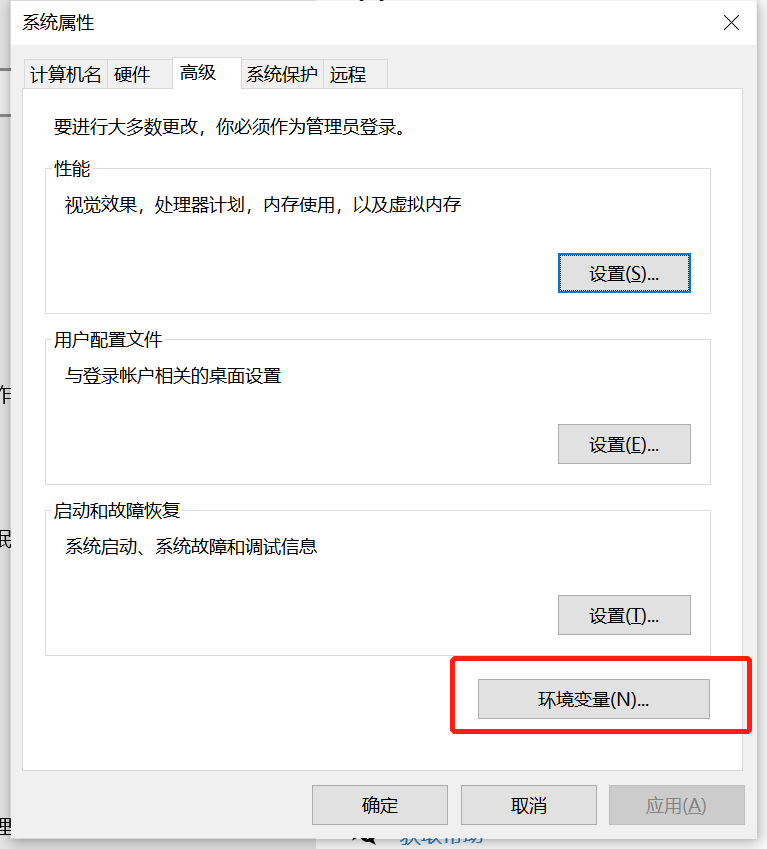 系统属性
计算机名 硬件 高级 系统保护 远程
要进行大多数更改，你必须作为管理员登录。
性能
视觉效果，处理器计划，内存使用，以及虚拟内存
设置(S)...
用户配置文件
与登录帐户相关的桌面设置
设置(E)...
启动和故障恢复
系统启动、系统故障和调试信息
设置(T)...
环境变量(N)...
确定 取消 应用(A)
获取帮助